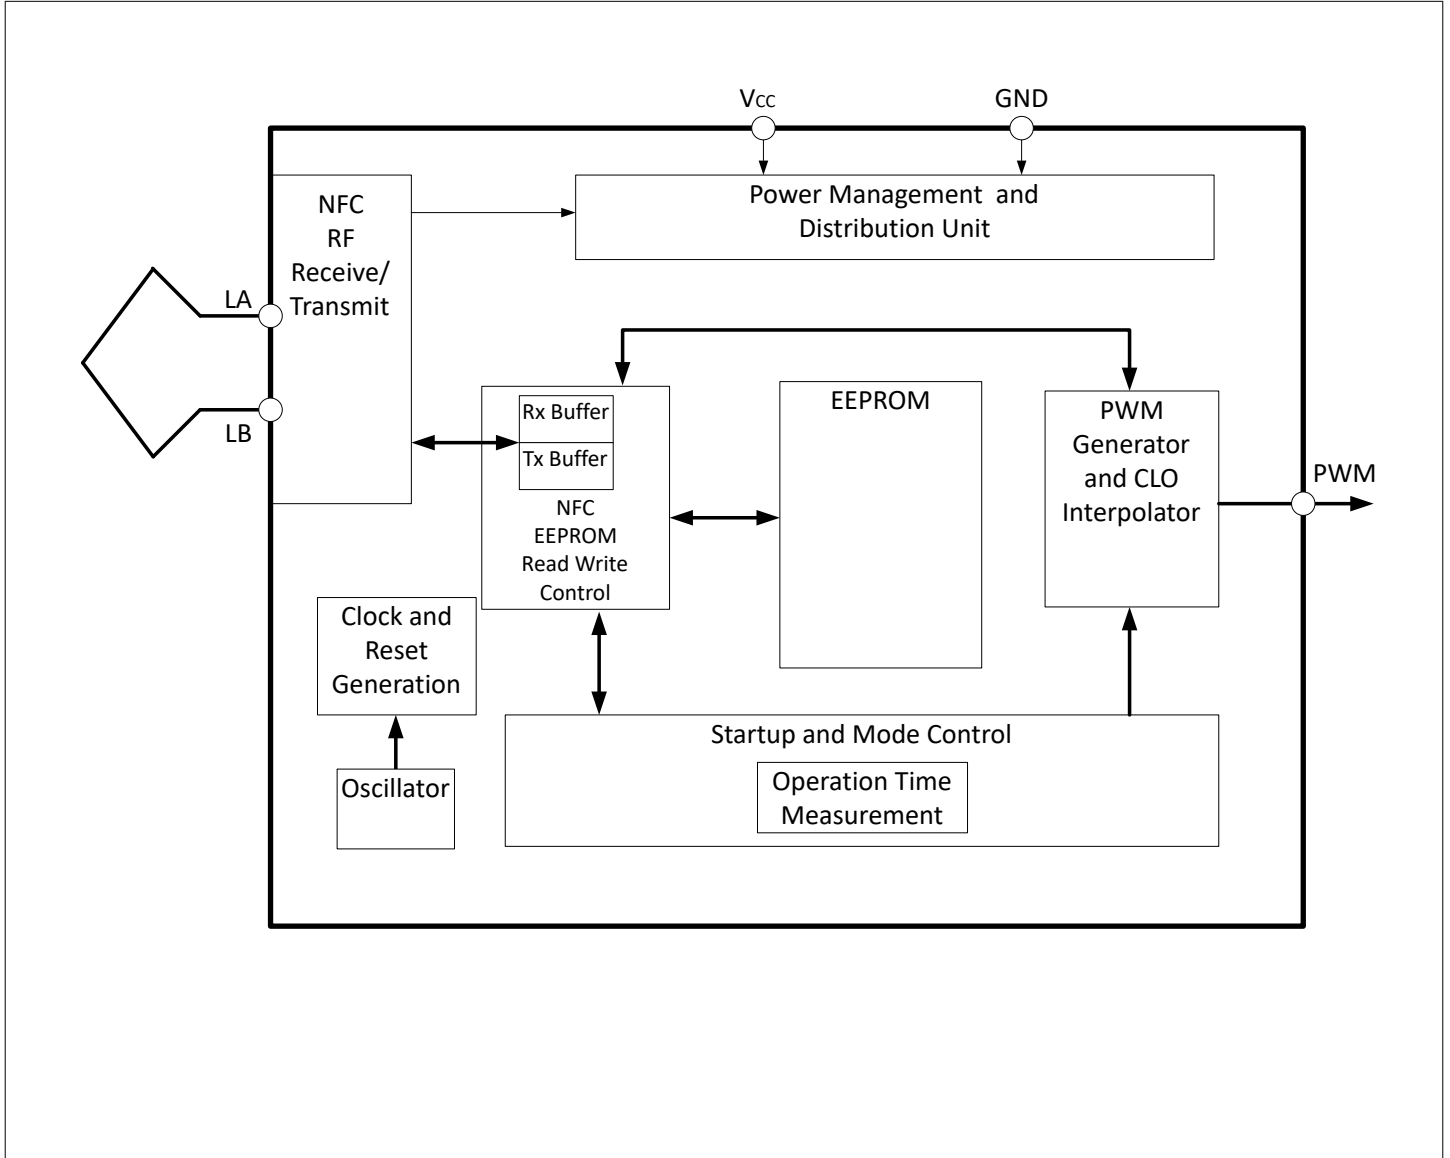 VCC
GND
NFC
RF
Receive/
Transmit
Power Management and
Distribution Unit
LA
LB
Rx Buffer
Tx Buffer
NFC
EEPROM
Read Write
Control
EEPROM
PWM
Generator
and CLO
Interpolator
PWM
Clock and
Reset
Generation
Oscillator
Startup and Mode Control
Operation Time
Measurement